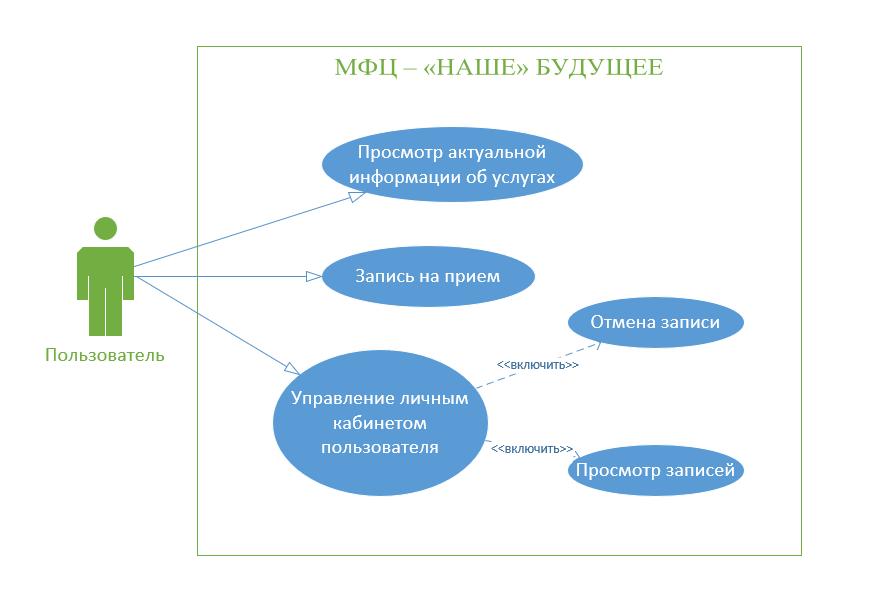 МФЦ – «НАШЕ» БУДУЩЕЕ
Просмотр актуальной
информации об услугах
Запись на прием
Пользователь
Отмена записи
<<включить>>
Управление личным
кабинетом
пользователя
<<включить>>
Просмотр записей